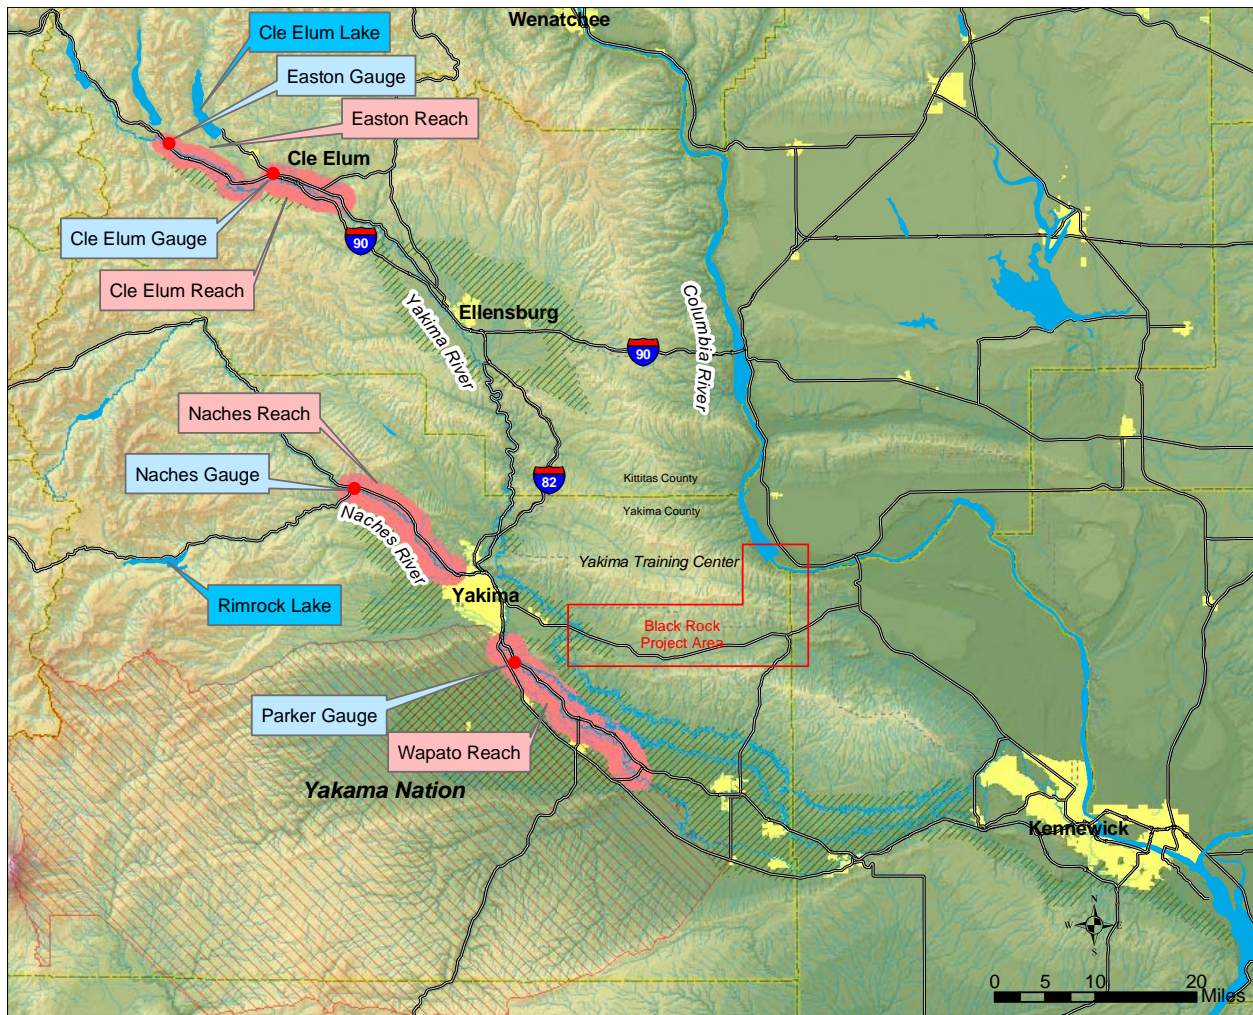 Wenatchee
Cle Elum Lake
Easton Gauge
Easton Reach
Cle Elum
Cle Elum Gauge
90
Cle Elum Reach
Columbia River
Yakima River
Ellensburg
90
Naches Reach
Naches Gauge
82
Kittitas County
Yakima County
Naches River
Yakima Training Center
Rimrock Lake
Yakima
Black Rock
Project Area
Parker Gauge
Wapato Reach
Yakama Nation
Kennewick
N
W
E
S
0 5 10 20
Miles